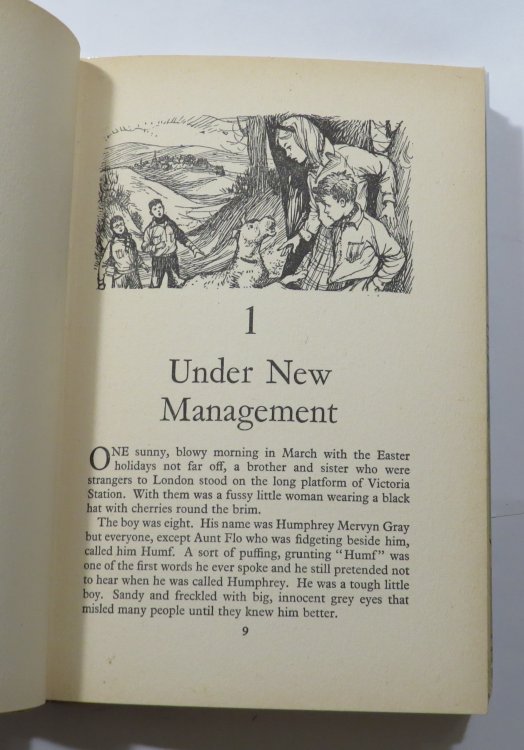 1
Under New
Management
ONE sunny, blowy morning in March with the Easter
holidays not far off, a brother and sister who were
strangers to London stood on the long platform of Victoria
Station. With them was a fussy little woman wearing a black
hat with cherries round the brim.
The boy was eight. His name was Humphrey Mervyn Gray
but everyone, except Aunt Flo who was fidgeting beside him,
called him Humf. A sort of puffing, grunting "Humf" was
one of the first words he ever spoke and he still pretended not
to hear when he was called Humphrey. He was a tough little
boy. Sandy and freckled with big, innocent grey eyes that
misled many people until they knew him better.
9